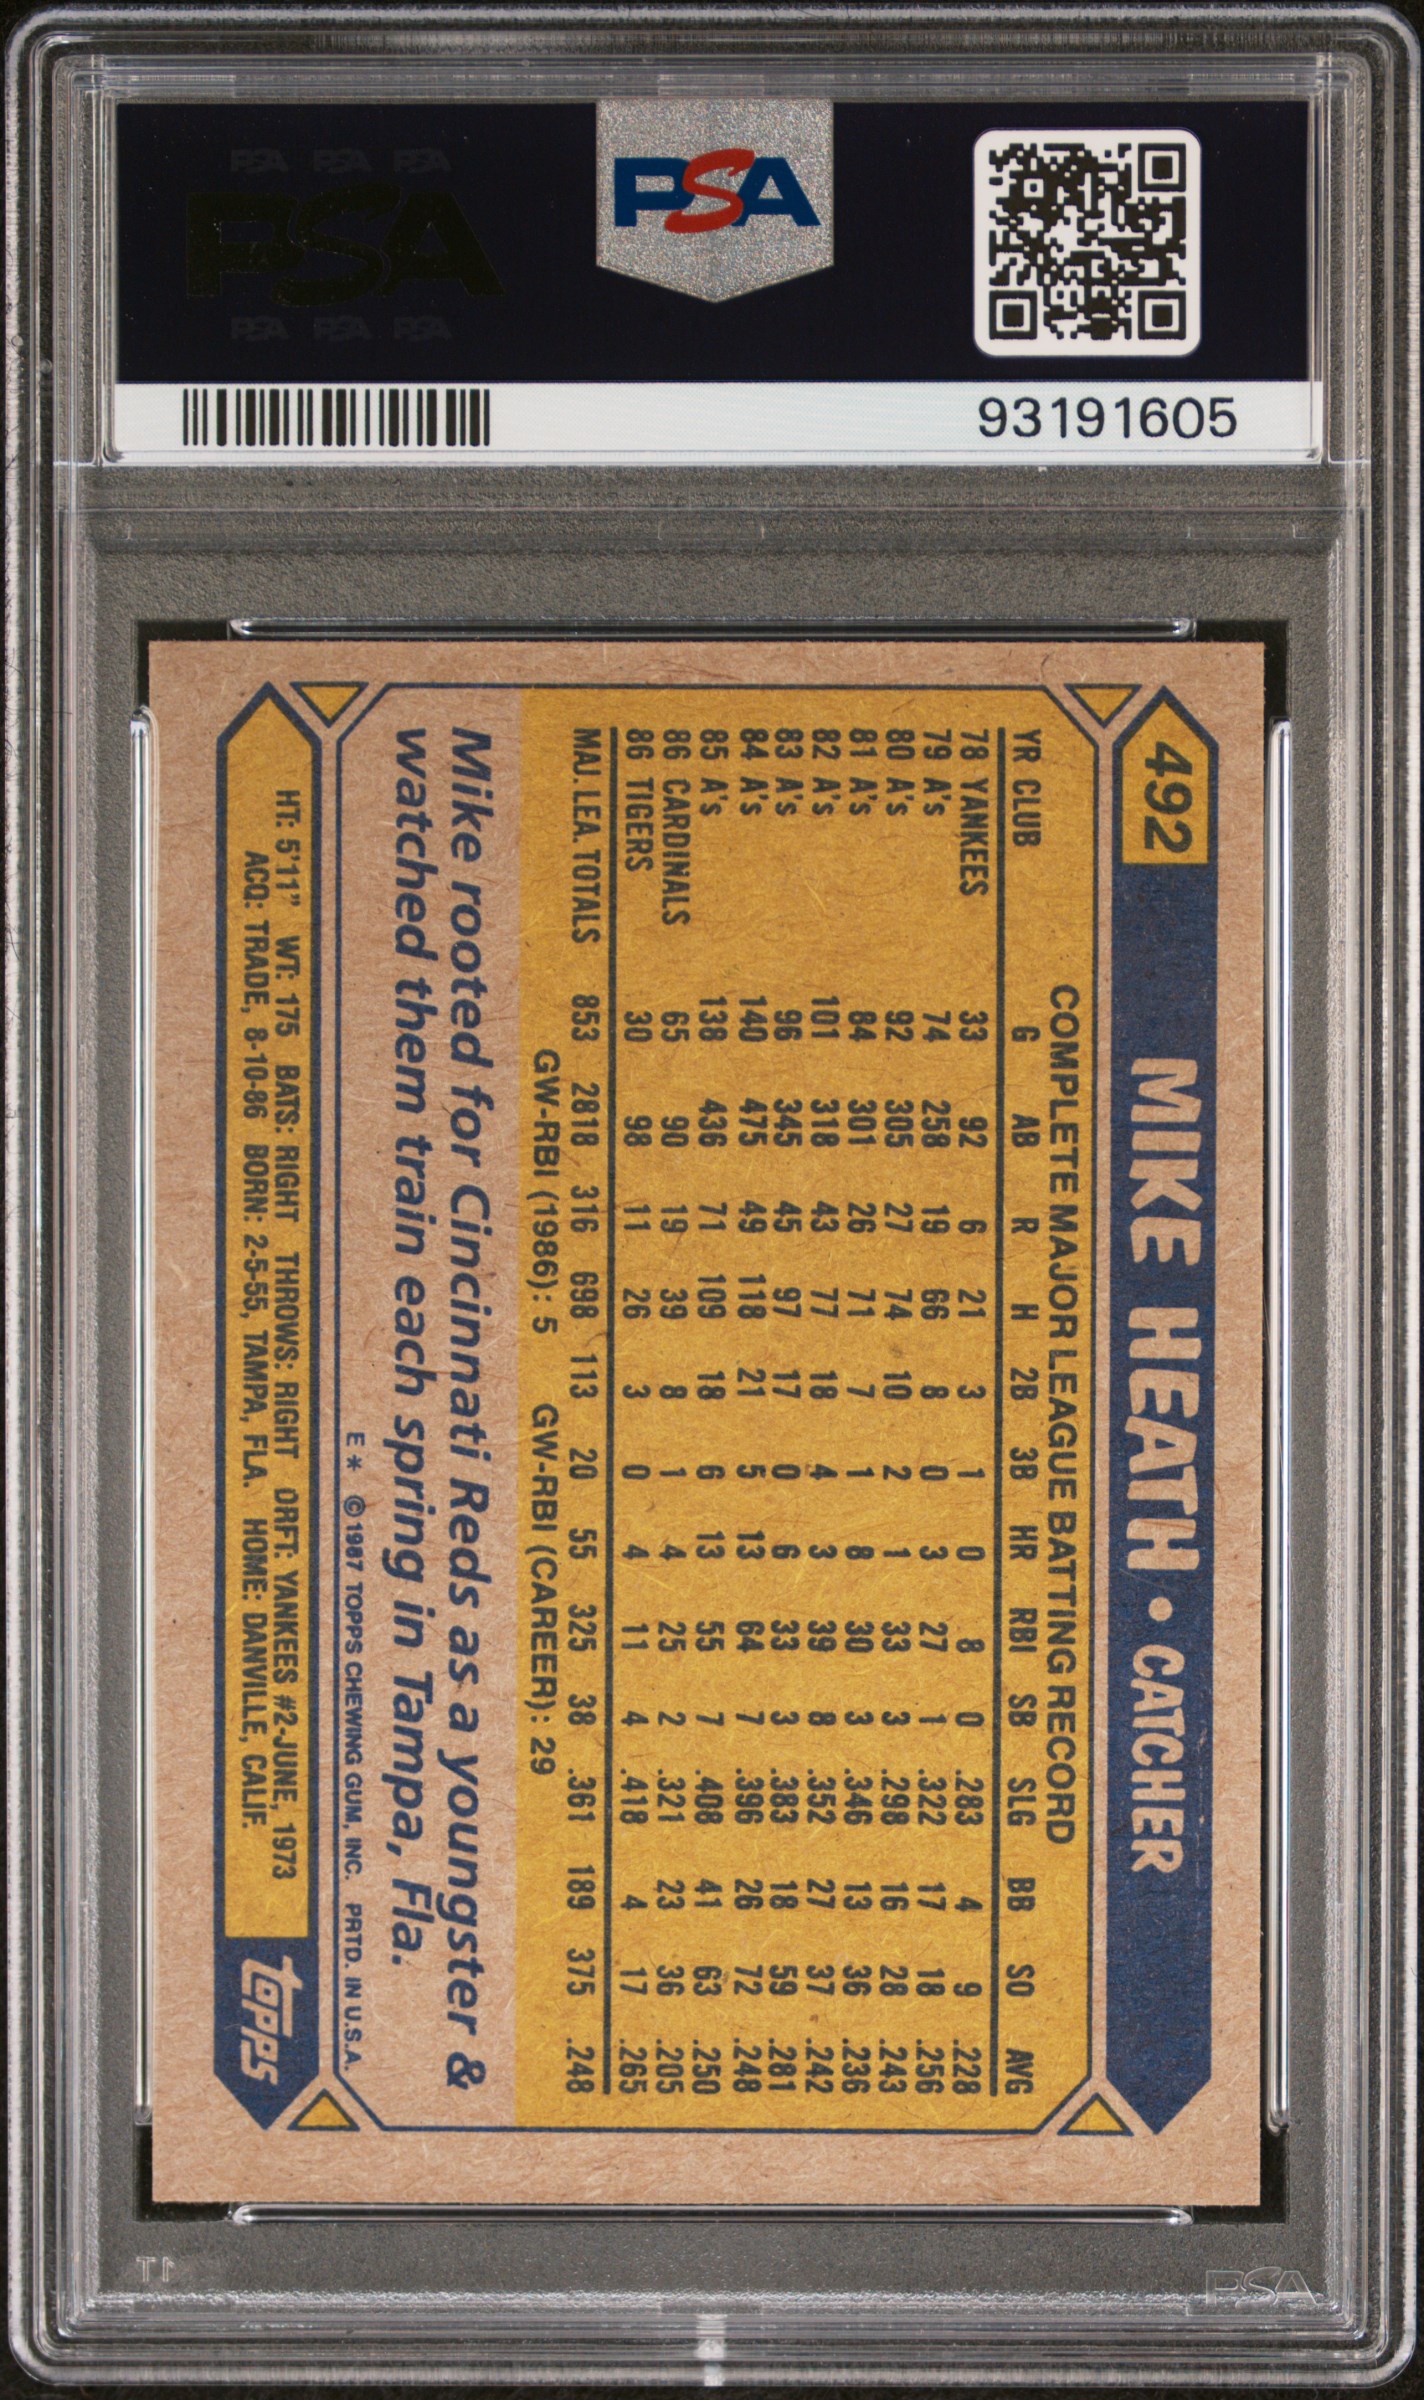 PSA PSA PSA
PSA
PSA PSA PSA
PSA
93191605
492 MIKE HEATH • CATCHER
COMPLETE MAJOR LEAGUE BATTING RECORD
YR CLUB G AB R H 2B 3B HR RBI SB SLG BB SO AVG
78 YANKEES 33 92 6 21 3 1 0 8 0 .283 4 9 .228
79 A's 74 258 19 66 8 0 3 27 1 .322 17 18 .256
80 A's 92 305 27 74 10 2 1 33 3 .298 16 28 .243
81 A's 84 301 26 71 7 1 8 30 3 .346 13 36 .236
82 A's 101 318 43 77 18 4 3 39 8 .352 27 37 .242
83 A's 96 345 45 97 17 0 6 33 3 .383 18 59 .281
84 A's 140 475 49 118 21 5 13 64 7 .396 26 72 .248
85 A's 138 436 71 109 18 6 13 55 7 .408 41 63 .250
86 CARDINALS 65 90 19 39 8 1 4 25 2 .321 23 36 .205
86 TIGERS 30 98 11 26 3 0 4 11 4 .418 4 17 .265
MAJ. LEA. TOTALS 853 2818 316 698 113 20 55 325 38 .361 189 375 .248
GW-RBI (1986): 5 GW-RBI (CAREER): 29
Mike rooted for Cincinnati Reds as a youngster &
watched them train each spring in Tampa, Fla.
E* © 1987 TOPPS CHEWING GUM, INC. PRTD. IN U.S.A.
HT: 5'11" WT: 175 BATS: RIGHT THROWS: RIGHT DRFT: YANKEES #2-JUNE, 1973
ACQ: TRADE, 8-10-86 BORN: 2-5-55, TAMPA, FLA. HOME: DANVILLE, CALIF.
topps
PSA